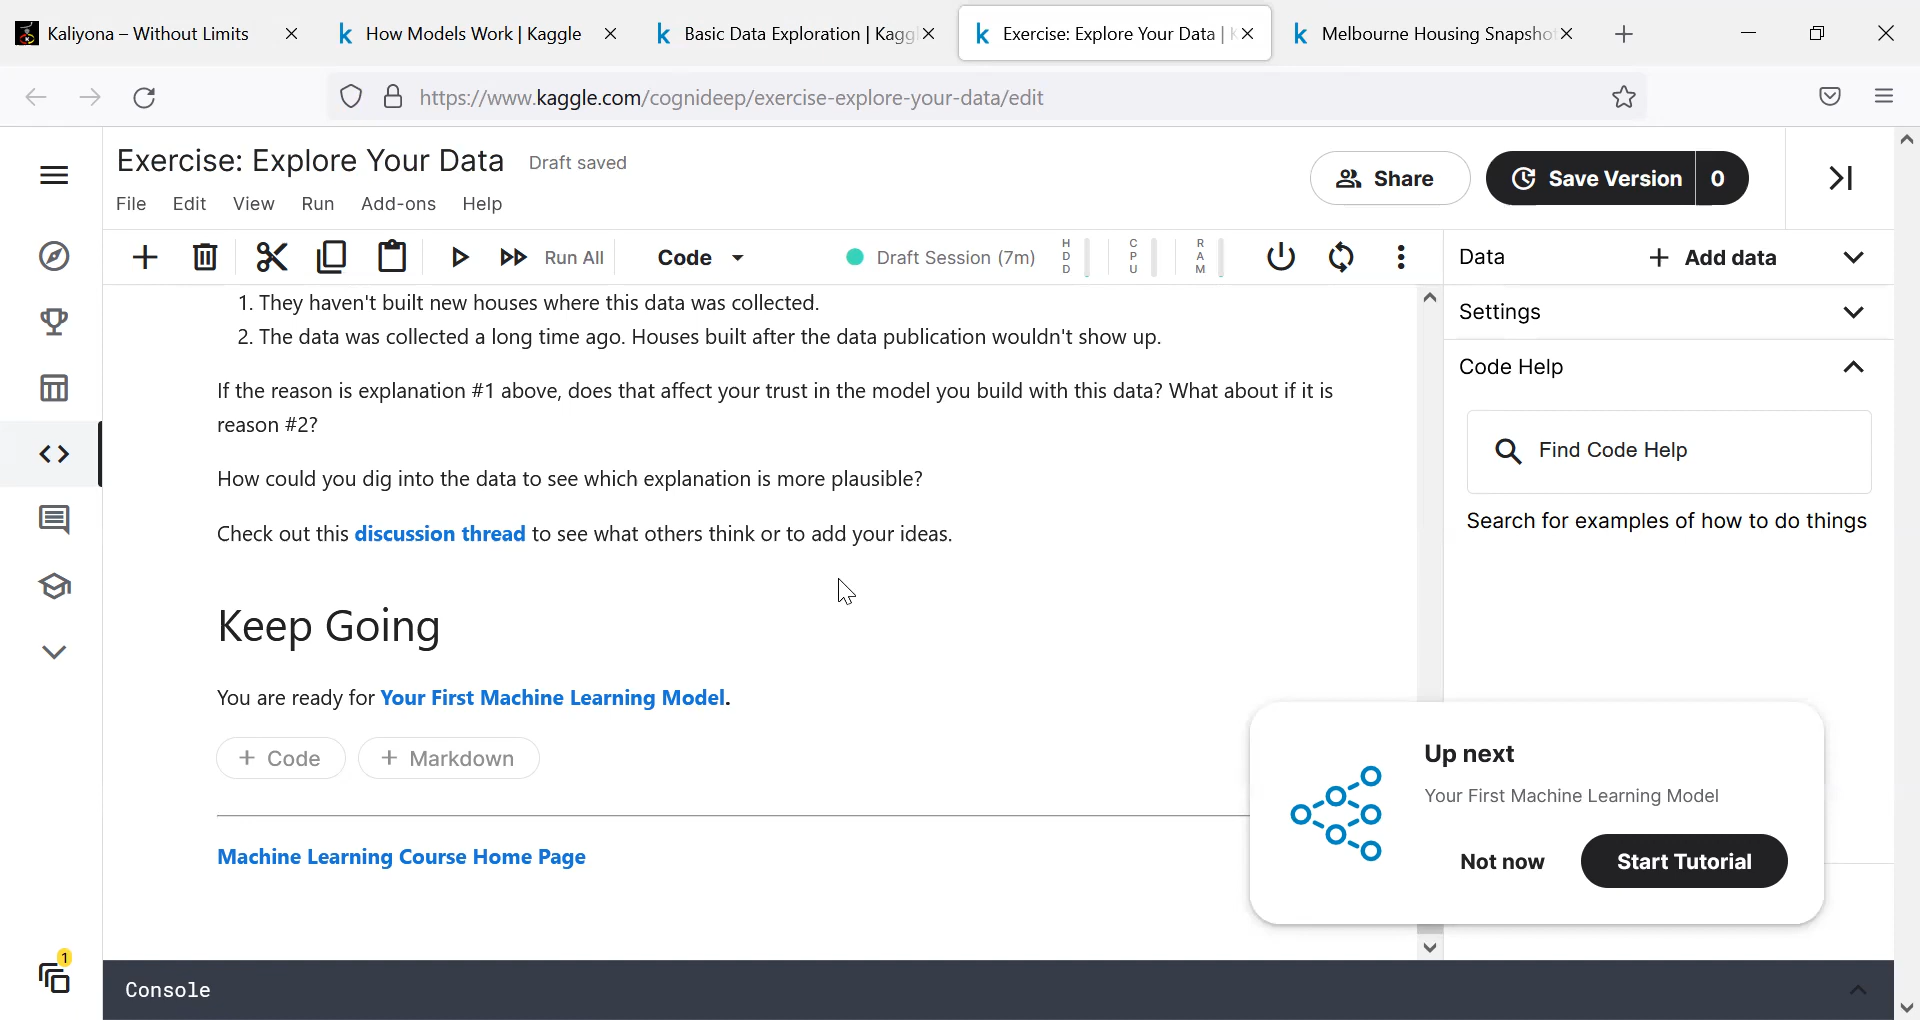 Kaliyona – Without Limits
How Models Work | Kaggle
Basic Data Exploration | Kaggl
Exercise: Explore Your Data | K
Melbourne Housing Snapshot
https://www.kaggle.com/cognideep/exercise-explore-your-data/edit
Exercise: Explore Your Data Draft saved
File Edit View Run Add-ons Help
Share
Save Version 0
Run All
Code
Draft Session (7m)
HDD
CPU
RAM
Data
+ Add data
1. They haven't built new houses where this data was collected.
2. The data was collected a long time ago. Houses built after the data publication wouldn't show up.
If the reason is explanation #1 above, does that affect your trust in the model you build with this data? What about if it is
reason #2?
How could you dig into the data to see which explanation is more plausible?
Check out this discussion thread to see what others think or to add your ideas.
Keep Going
You are ready for Your First Machine Learning Model.
+ Code
+ Markdown
Machine Learning Course Home Page
Settings
Code Help
Find Code Help
Search for examples of how to do things
Up next
Your First Machine Learning Model
Not now
Start Tutorial
1
Console